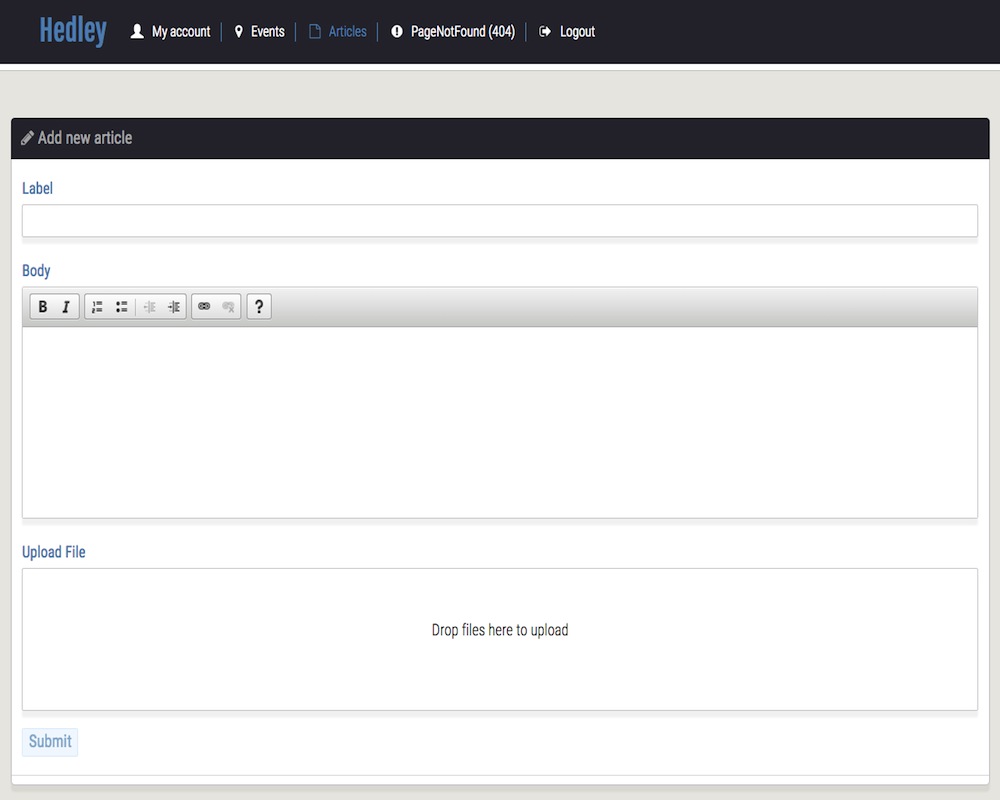 Hedley My account Events Articles PageNotFound (404) Logout
Add new article
Label
Body
B I ?
Upload File
Drop files here to upload
Submit